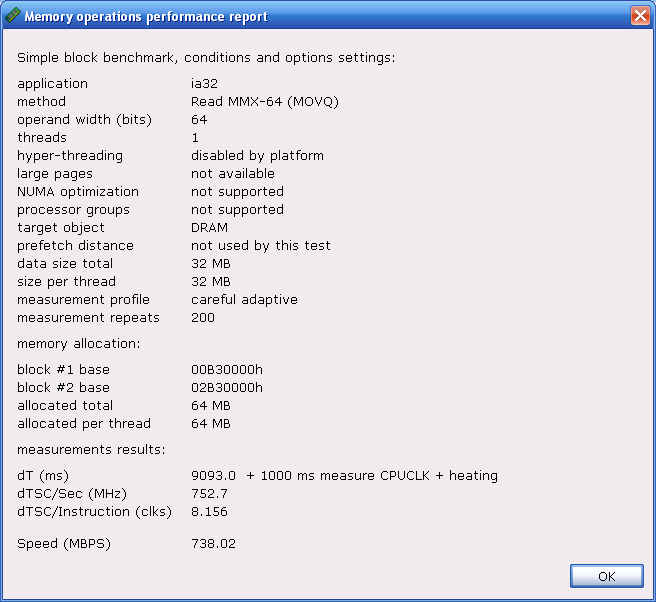 Memory operations performance report
Simple block benchmark, conditions and options settings:
application ia32
method Read MMX-64 (MOVQ)
operand width (bits) 64
threads 1
hyper-threading disabled by platform
large pages not available
NUMA optimization not supported
processor groups not supported
target object DRAM
prefetch distance not used by this test
data size total 32 MB
size per thread 32 MB
measurement profile careful adaptive
measurement repeats 200
memory allocation:
block #1 base 00B30000h
block #2 base 02B30000h
allocated total 64 MB
allocated per thread 64 MB
measurements results:
dT (ms) 9093.0 + 1000 ms measure CPUCLK + heating
dTSC/Sec (MHz) 752.7
dTSC/Instruction (clks) 8.156
Speed (MBPS) 738.02
OK